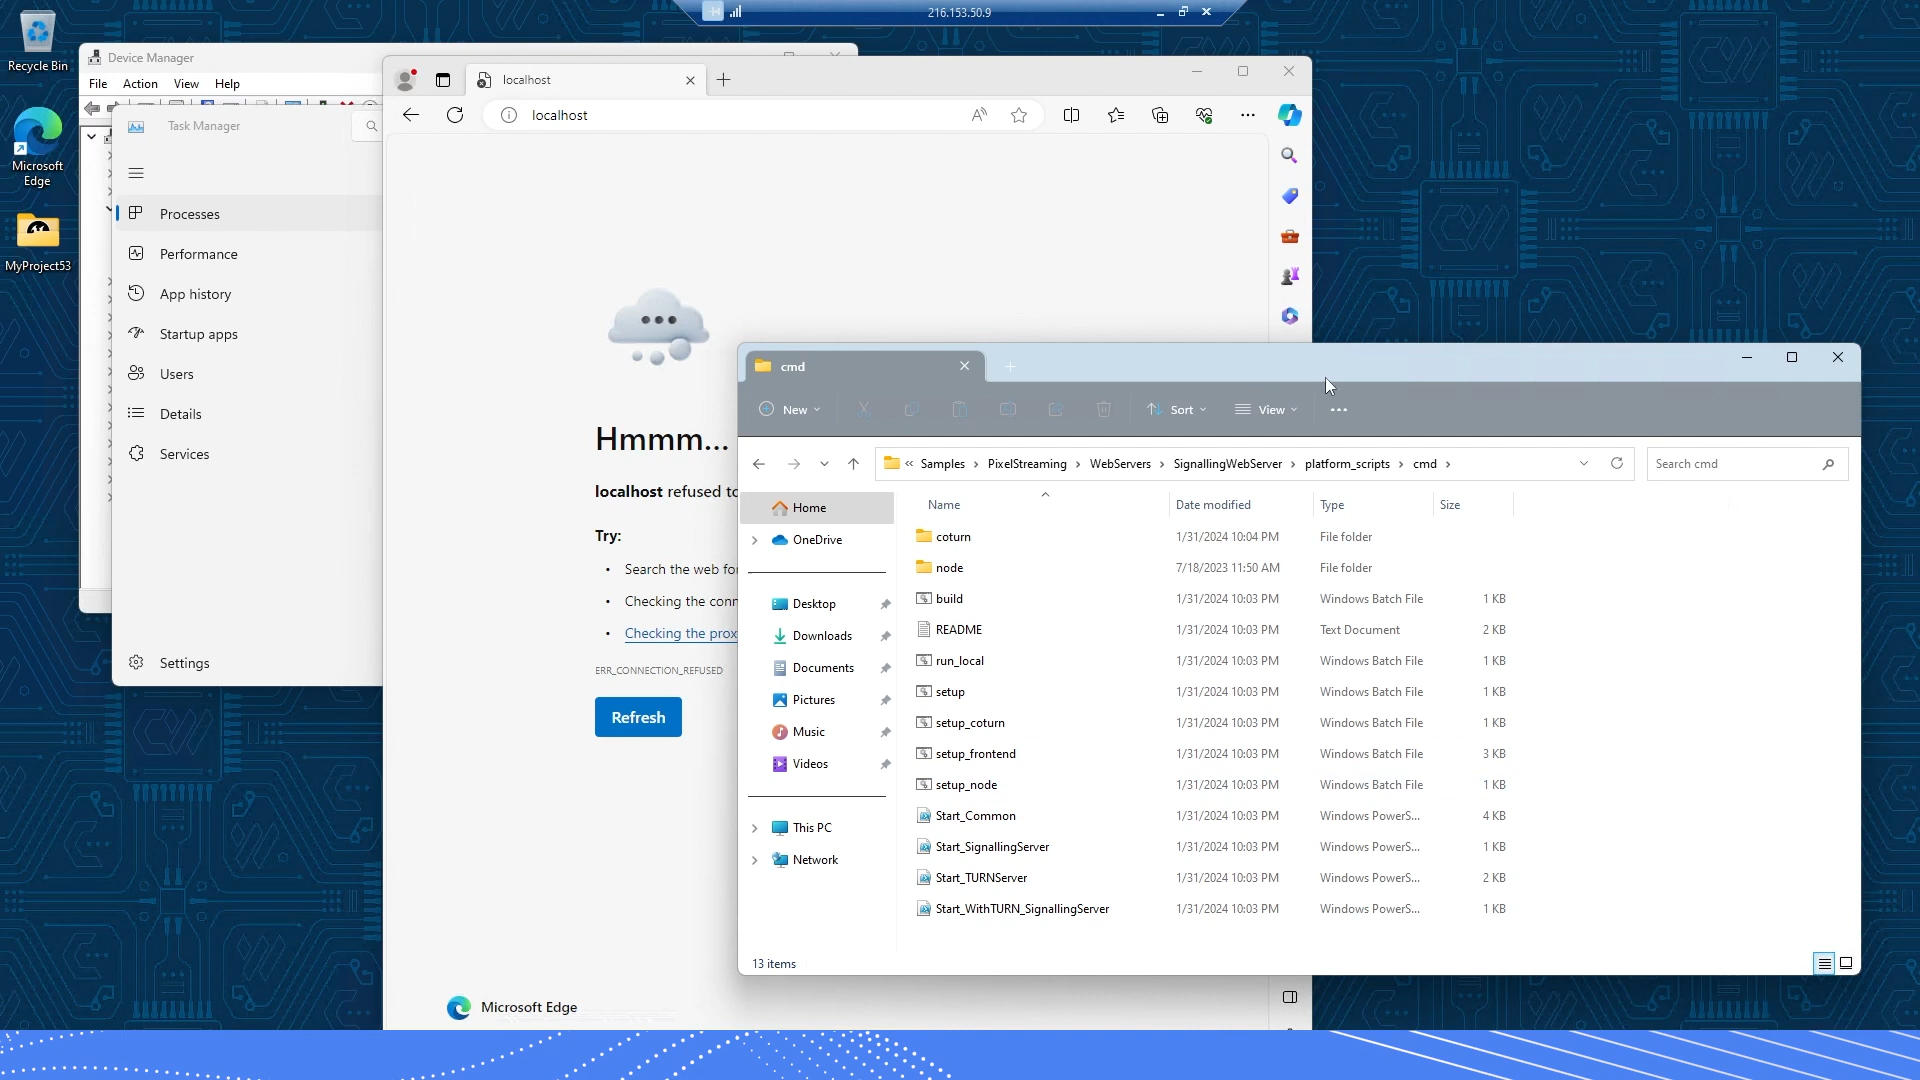 216.153.50.9
Recycle Bin
Microsoft
Edge
MyProject53
Device Manager
File Action View Help
Task Manager
Processes
Performance
App history
Startup apps
Users
Details
Services
Settings
localhost
localhost
Hmmm...
localhost refused to
Try:
• Search the web for
• Checking the conn
• Checking the prox
ERR_CONNECTION_REFUSED
Refresh
Microsoft Edge
cmd
New
Sort
View
« Samples › PixelStreaming › WebServers › SignallingWebServer › platform_scripts › cmd ›
Search cmd
Home
OneDrive
Desktop
Downloads
Documents
Pictures
Music
Videos
This PC
Network
Name Date modified Type Size
coturn 1/31/2024 10:04 PM File folder
node 7/18/2023 11:50 AM File folder
build 1/31/2024 10:03 PM Windows Batch File 1 KB
README 1/31/2024 10:03 PM Text Document 2 KB
run_local 1/31/2024 10:03 PM Windows Batch File 1 KB
setup 1/31/2024 10:03 PM Windows Batch File 1 KB
setup_coturn 1/31/2024 10:03 PM Windows Batch File 1 KB
setup_frontend 1/31/2024 10:03 PM Windows Batch File 3 KB
setup_node 1/31/2024 10:03 PM Windows Batch File 1 KB
Start_Common 1/31/2024 10:03 PM Windows PowerS... 4 KB
Start_SignallingServer 1/31/2024 10:03 PM Windows PowerS... 1 KB
Start_TURNServer 1/31/2024 10:03 PM Windows PowerS... 2 KB
Start_WithTURN_SignallingServer 1/31/2024 10:03 PM Windows PowerS... 1 KB
13 items